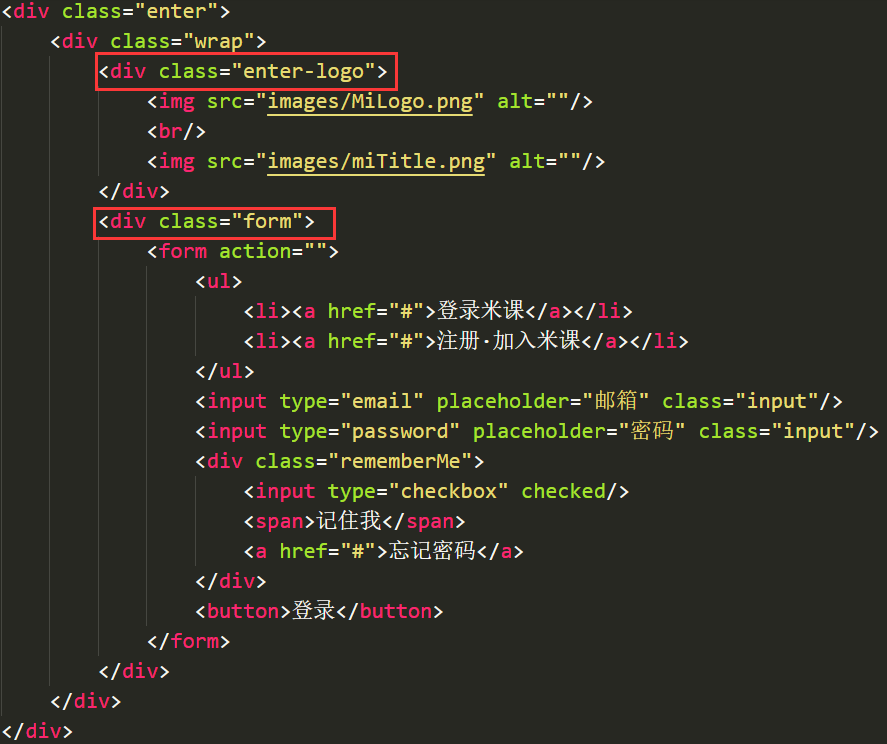 <div class="enter">
<div class="wrap">
<div class="enter-logo">
<img src="images/MiLogo.png" alt=""/>
<br/>
<img src="images/miTitle.png" alt=""/>
</div>
<div class="form">
<form action="">
<ul>
<li><a href="#">登录米课</a></li>
<li><a href="#">注册·加入米课</a></li>
</ul>
<input type="email" placeholder="邮箱" class="input"/>
<input type="password" placeholder="密码" class="input"/>
<div class="rememberMe">
<input type="checkbox" checked/>
<span>记住我</span>
<a href="#">忘记密码</a>
</div>
<button>登录</button>
</form>
</div>
</div>
</div>